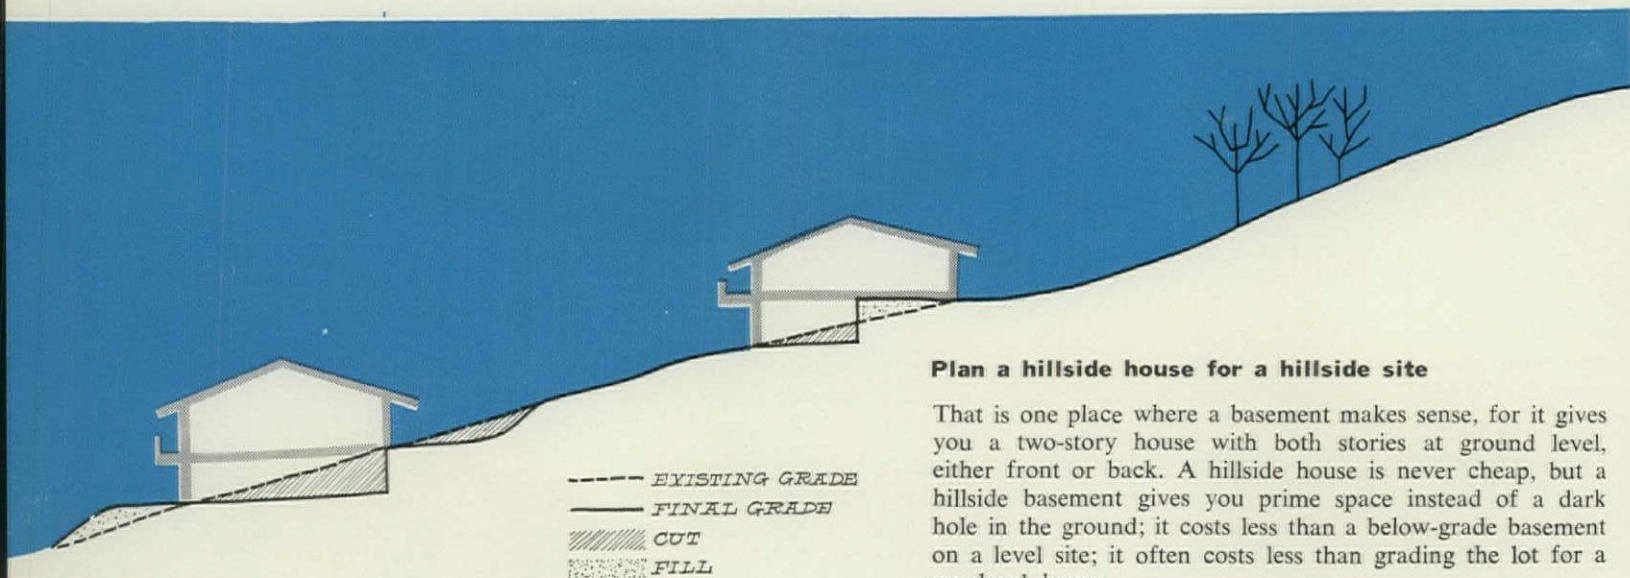 EXISTING GRADE
FINAL GRADE
CUT
FILL
Plan a hillside house for a hillside site
That is one place where a basement makes sense, for it gives
you a two-story house with both stories at ground level,
either front or back. A hillside house is never cheap, but a
hillside basement gives you prime space instead of a dark
hole in the ground; it costs less than a below-grade basement
on a level site; it often costs less than grading the lot for a